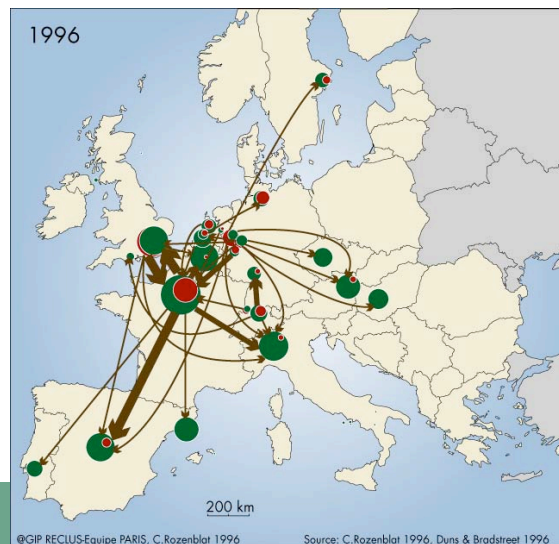 1996
200 km
@GIP RECLUS-Equipe PARIS, C.Rozenblat 1996
Source: C.Rozenblat 1996, Duns & Bradstreet 1996